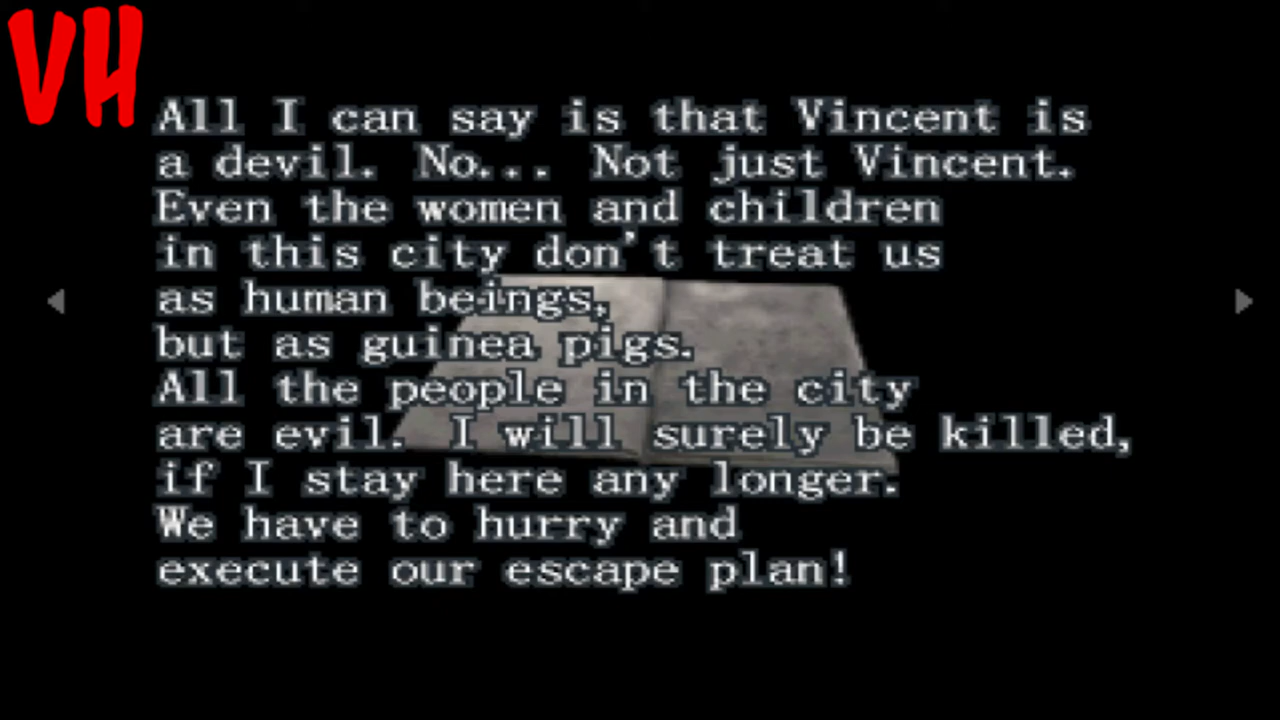 VH
All I can say is that Vincent is
a devil. No... Not just Vincent.
Even the women and children
in this city don't treat us
as human beings,
but as guinea pigs.
All the people in the city
are evil. I will surely be killed,
if I stay here any longer.
We have to hurry and
execute our escape plan!